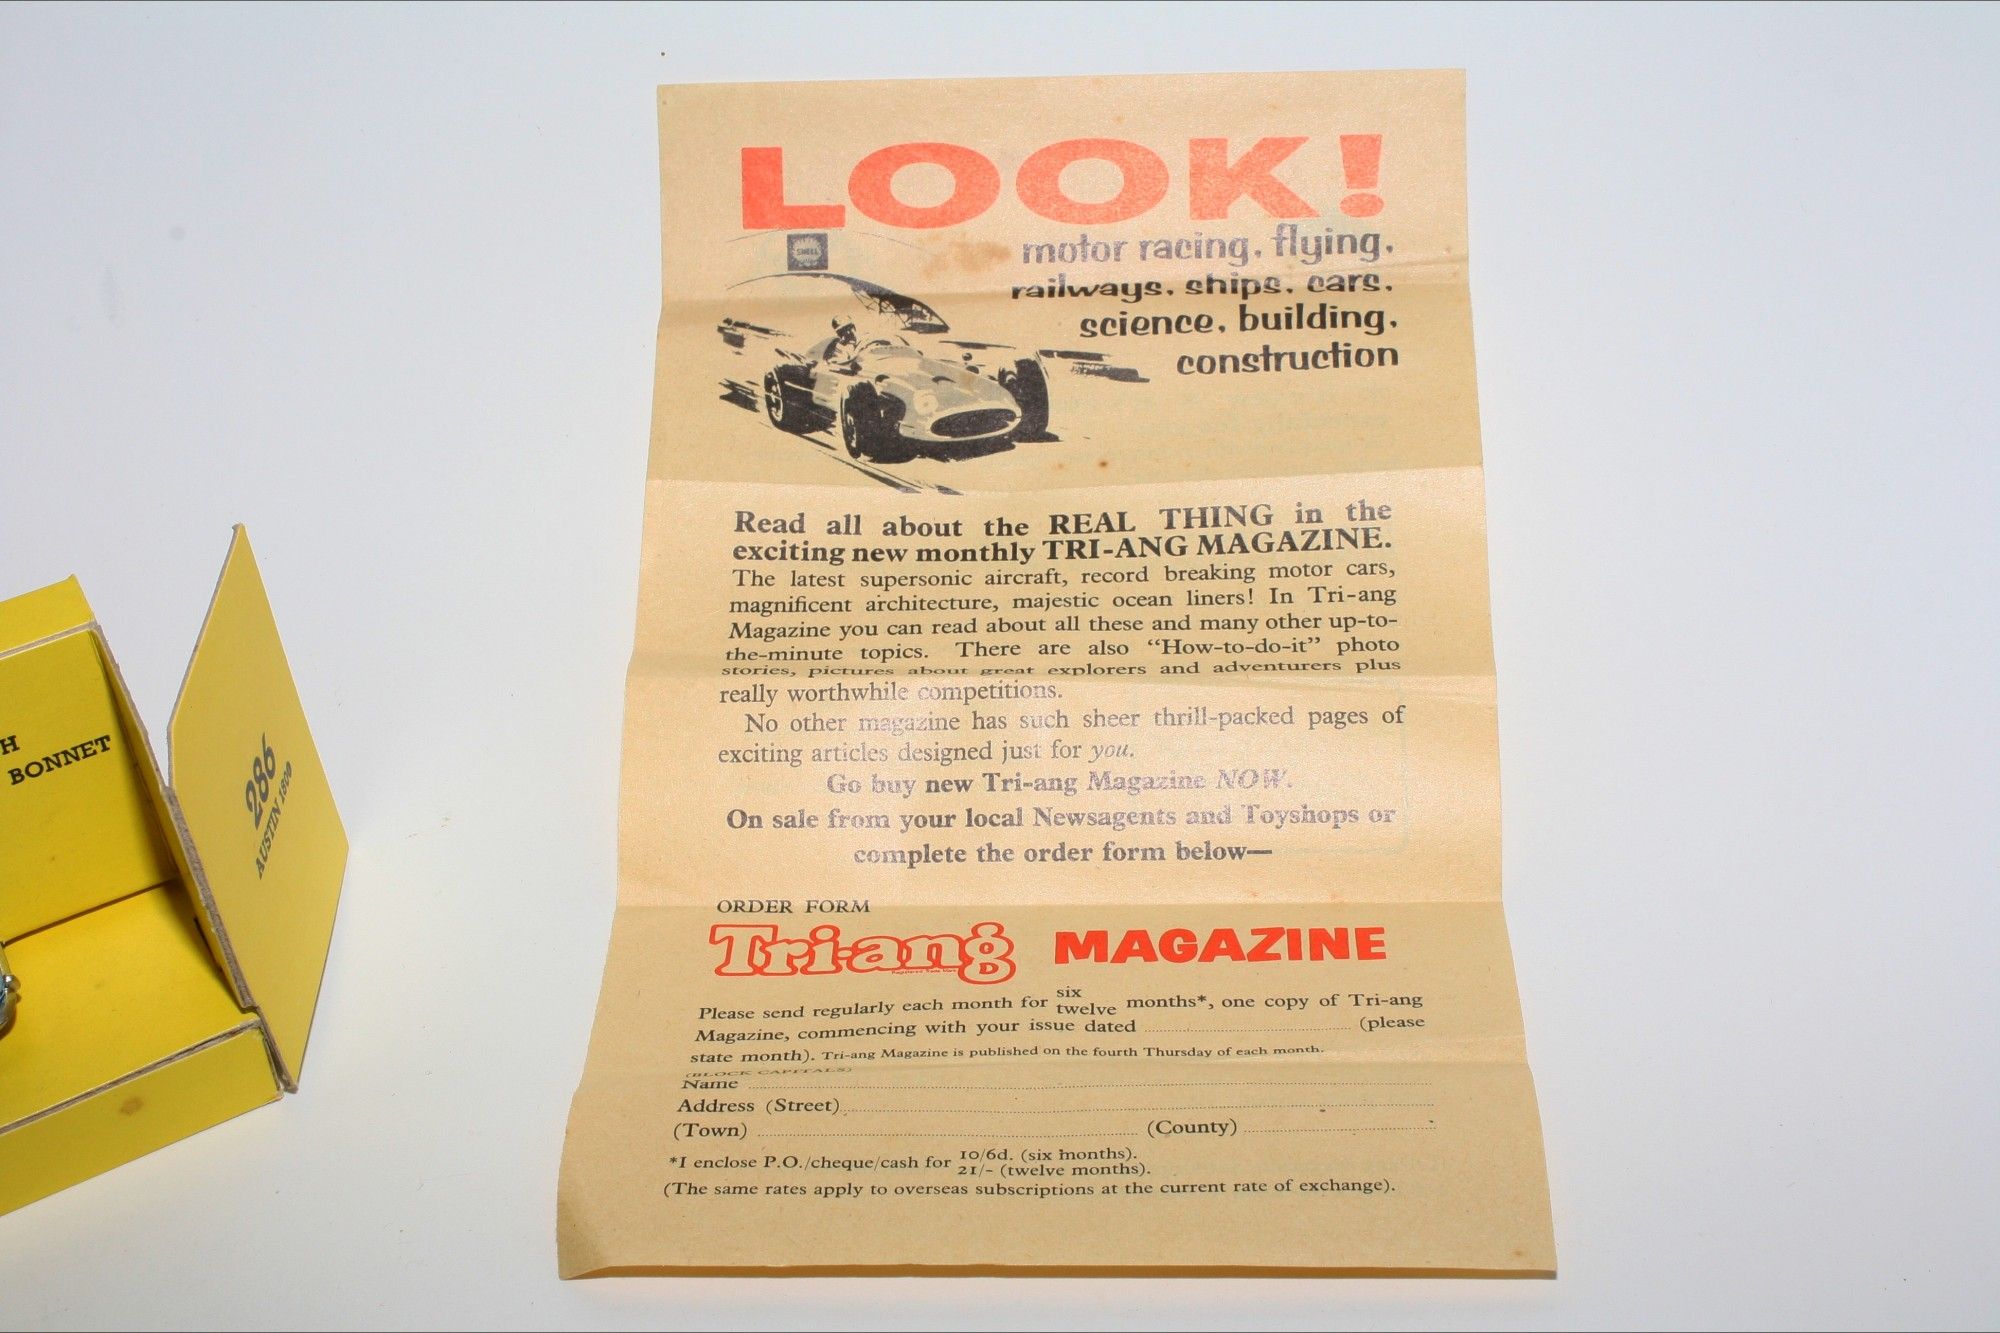 LOOK!
SHELL
motor racing, flying,
railways, ships, cars,
science, building,
construction
6
Read all about the REAL THING in the
exciting new monthly TRI-ANG MAGAZINE.
The latest supersonic aircraft, record breaking motor cars,
magnificent architecture, majestic ocean liners! In Tri-ang
Magazine you can read about all these and many other up-to-
the-minute topics. There are also “How-to-do-it” photo
stories, pictures about great explorers and adventurers plus
really worthwhile competitions.
No other magazine has such sheer thrill-packed pages of
exciting articles designed just for you.
Go buy new Tri-ang Magazine NOW.
On sale from your local Newsagents and Toyshops or
complete the order form below—
ORDER FORM
Tri-ang MAGAZINE
Registered Trade Mark
Please send regularly each month for six
twelve months*, one copy of Tri-ang
Magazine, commencing with your issue dated (please
state month). Tri-ang Magazine is published on the fourth Thursday of each month.
(BLOCK CAPITALS)
Name
Address (Street)
(Town) (County)
*I enclose P.O./cheque/cash for 10/6d. (six months).
21/- (twelve months).
(The same rates apply to overseas subscriptions at the current rate of exchange).
H
BONNET
286
AUSTIN 1800